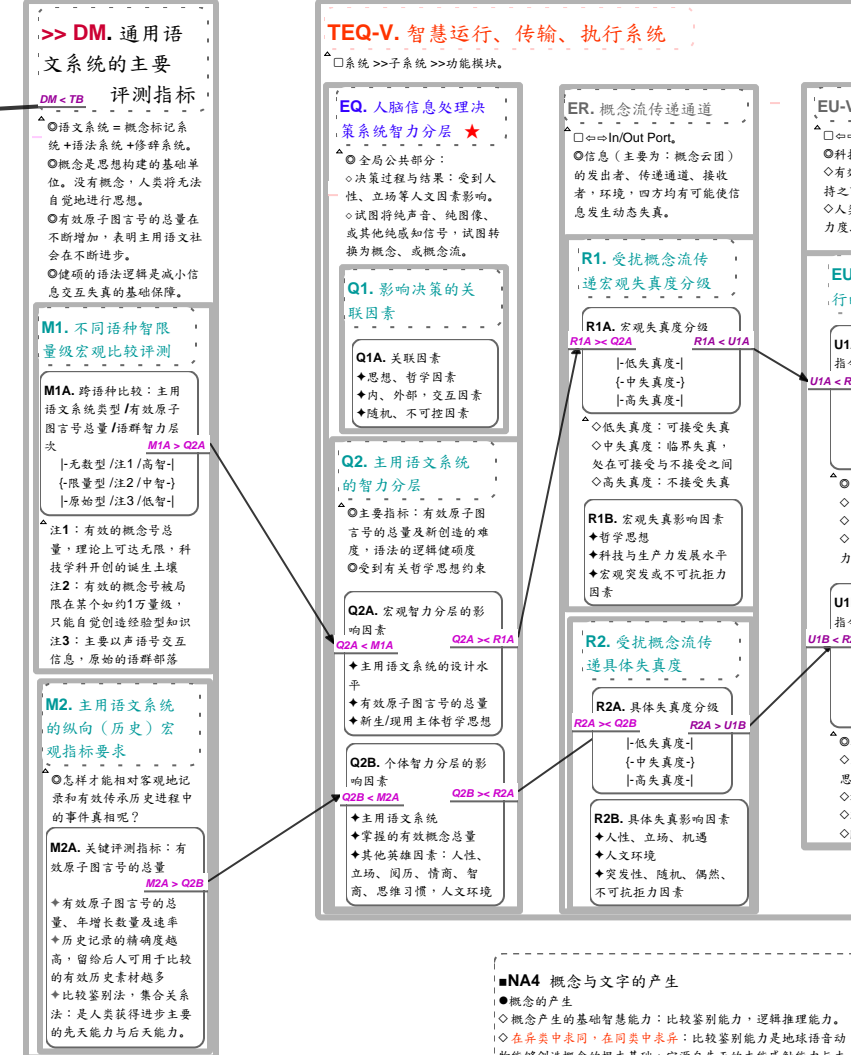 >> DM. 通用语
文系统的主要
评测指标
DM < TB
◎语文系统 = 概念标记系
统 +语法系统 +修辞系统。
◎概念是思想构建的基础单
位。没有概念，人类将无法
自觉地进行思想。
◎有效原子图言号的总量在
不断增加，表明主用语文社
会在不断进步。
◎健硕的语法逻辑是减小信
息交互失真的基础保障。
M1. 不同语种智限
量级宏观比较评测
M1A. 跨语种比较：主用
语文系统类型 /有效原子
图言号总量 /语群智力层
次
M1A > Q2A
|-无数型 /注1 /高智-|
{-限量型 /注2 /中智-}
|-原始型 /注3 /低智-|
注1：有效的概念号总
量，理论上可达无限，科
技学科开创的诞生土壤
注2：有效的概念号被局
限在某个如约1万量级，
只能自觉创造经验型知识
注3：主要以声语号交互
信息，原始的语群部落
M2. 主用语文系统
的纵向（历史）宏
观指标要求
◎怎样才能相对客观地记
录和有效传承历史进程中
的事件真相呢？
M2A. 关键评测指标：有
效原子图言号的总量
M2A > Q2B
✦有效原子图言号的总
量、年增长数量及速率
✦历史记录的精确度越
高，留给后人可用于比较
的有效历史素材越多
✦比较鉴别法，集合关系
法：是人类获得进步主要
的先天能力与后天能力。
TEQ-V. 智慧运行、传输、执行系统
□系统 >>子系统 >>功能模块。
EQ. 人脑信息处理决
策系统智力分层 ★
◎ 全局公共部分：
◇决策过程与结果：受到人
性、立场等人文因素影响。
◇试图将纯声音、纯图像、
或其他纯感知信号，试图转
换为概念、或概念流。
Q1. 影响决策的关
联因素
Q1A. 关联因素
✦思想、哲学因素
✦内、外部，交互因素
✦随机、不可控因素
Q2. 主用语文系统
的智力分层
◎主要指标：有效原子图
言号的总量及新创造的难
度，语法的逻辑健硕度
◎受到有关哲学思想约束
Q2A. 宏观智力分层的影
响因素
Q2A < M1A
Q2A >< R1A
✦主用语文系统的设计水
平
✦有效原子图言号的总量
✦新生/现用主体哲学思想
Q2B. 个体智力分层的影
响因素
Q2B < M2A
Q2B >< R2A
✦主用语文系统
✦掌握的有效概念总量
✦其他英雄因素：人性、
立场、阅历、情商、智
商、思维习惯，人文环境
ER. 概念流传递通道
□⇦⇨In/Out Port。
◎信息（主要为：概念云团）
的发出者、传递通道、接收
者，环境，四方均有可能使信
息发生动态失真。
R1. 受扰概念流传
递宏观失真度分级
R1A. 宏观失真度分级
R1A >< Q2A
R1A < U1A
|-低失真度-|
{-中失真度-}
|-高失真度-|
◇低失真度：可接受失真
◇中失真度：临界失真，
处在可接受与不接受之间
◇高失真度：不接受失真
R1B. 宏观失真影响因素
✦哲学思想
✦科技与生产力发展水平
✦宏观突发或不可抗拒力
因素
R2. 受扰概念流传
递具体失真度
R2A. 具体失真度分级
R2A >< Q2B
R2A > U1B
|-低失真度-|
{-中失真度-}
|-高失真度-|
R2B. 具体失真影响因素
✦人性、立场、机遇
✦人文环境
✦突发性、随机、偶然、
不可抗拒力因素
EU-V
□⇦
◎科
◇有
持之
◇人
力度
EU
行
U1
指
U1A < R
◎
◇
◇
◇
力
U1
指
U1B < R2
◎
◇
思
◇
◇
◇
■NA4 概念与文字的产生
●概念的产生
◇概念产生的基础智慧能力：比较鉴别能力，逻辑推理能力。
◇在异类中求同，在同类中求异：比较鉴别能力是地球语音动